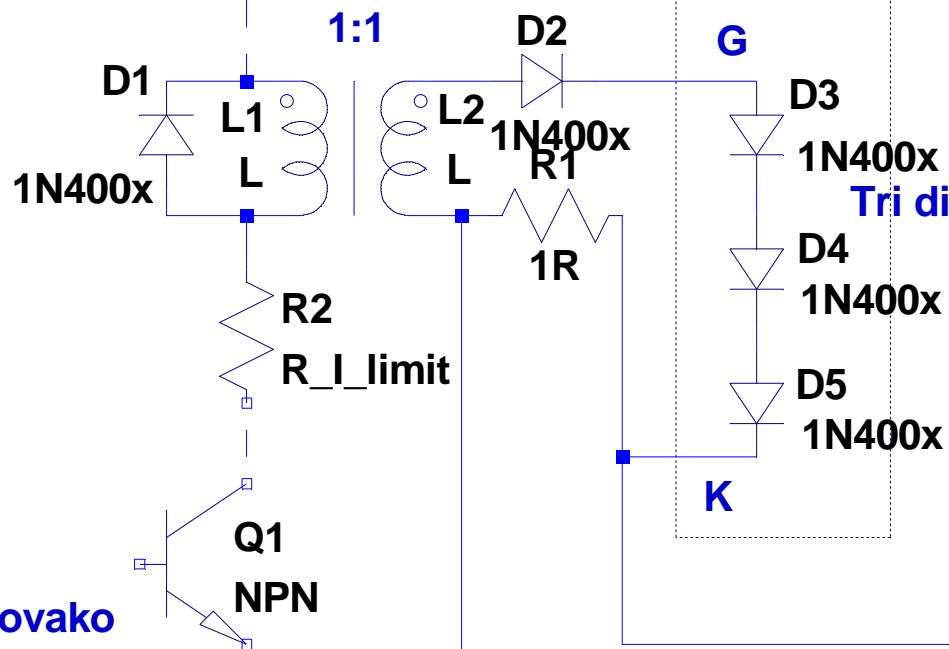 1:1
D2
G
D1
L1
L2
D3
1N400x
1N400x
R1
L
L
1N400x
Tri di
1R
D4
1N400x
R2
R_I_limit
D5
1N400x
K
Q1
NPN
ovako